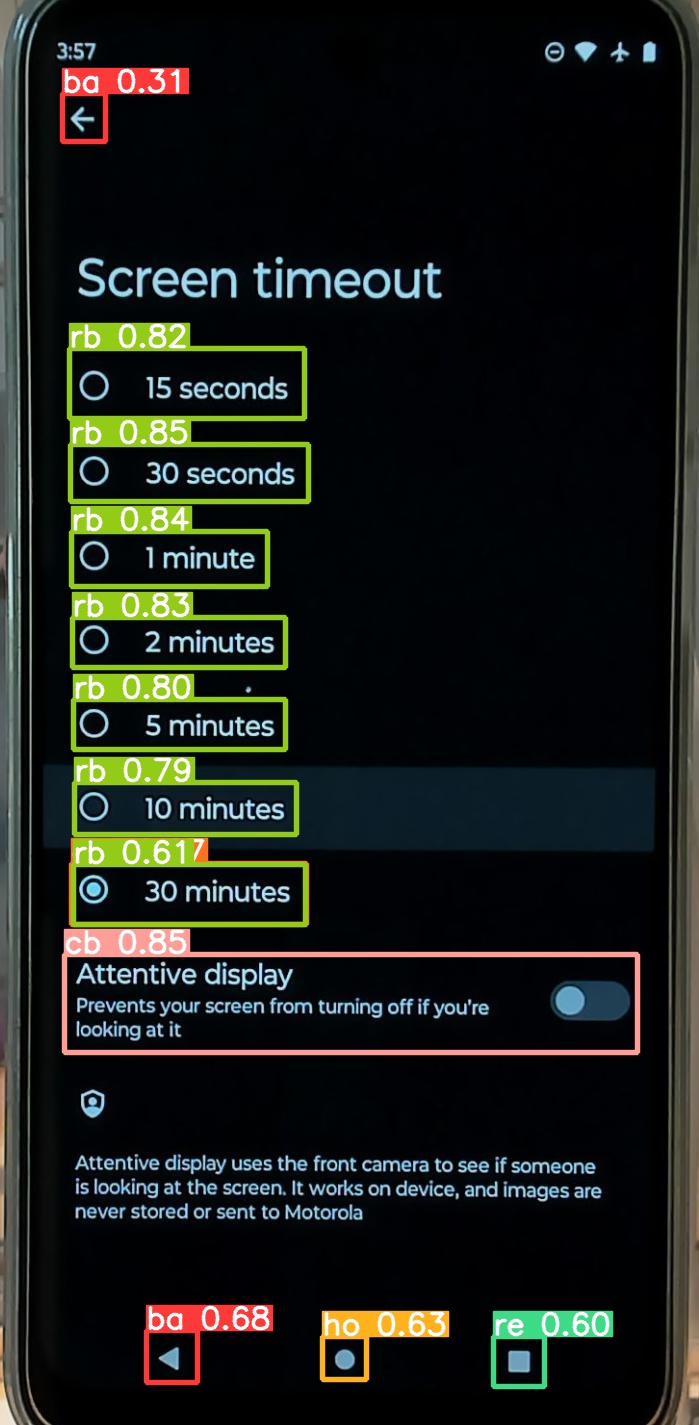 3:57
ba 0.31
Screen timeout
rb 0.82
15 seconds
rb 0.85
30 seconds
rb 0.84
1 minute
rb 0.83
2 minutes
rb 0.80
5 minutes
rb 0.79
10 minutes
rb 0.617
30 minutes
cb 0.85
Attentive display
Prevents your screen from turning off if you're
looking at it
Attentive display uses the front camera to see if someone
is looking at the screen. It works on device, and images are
never stored or sent to Motorola
ba 0.68 ho 0.63 re 0.60